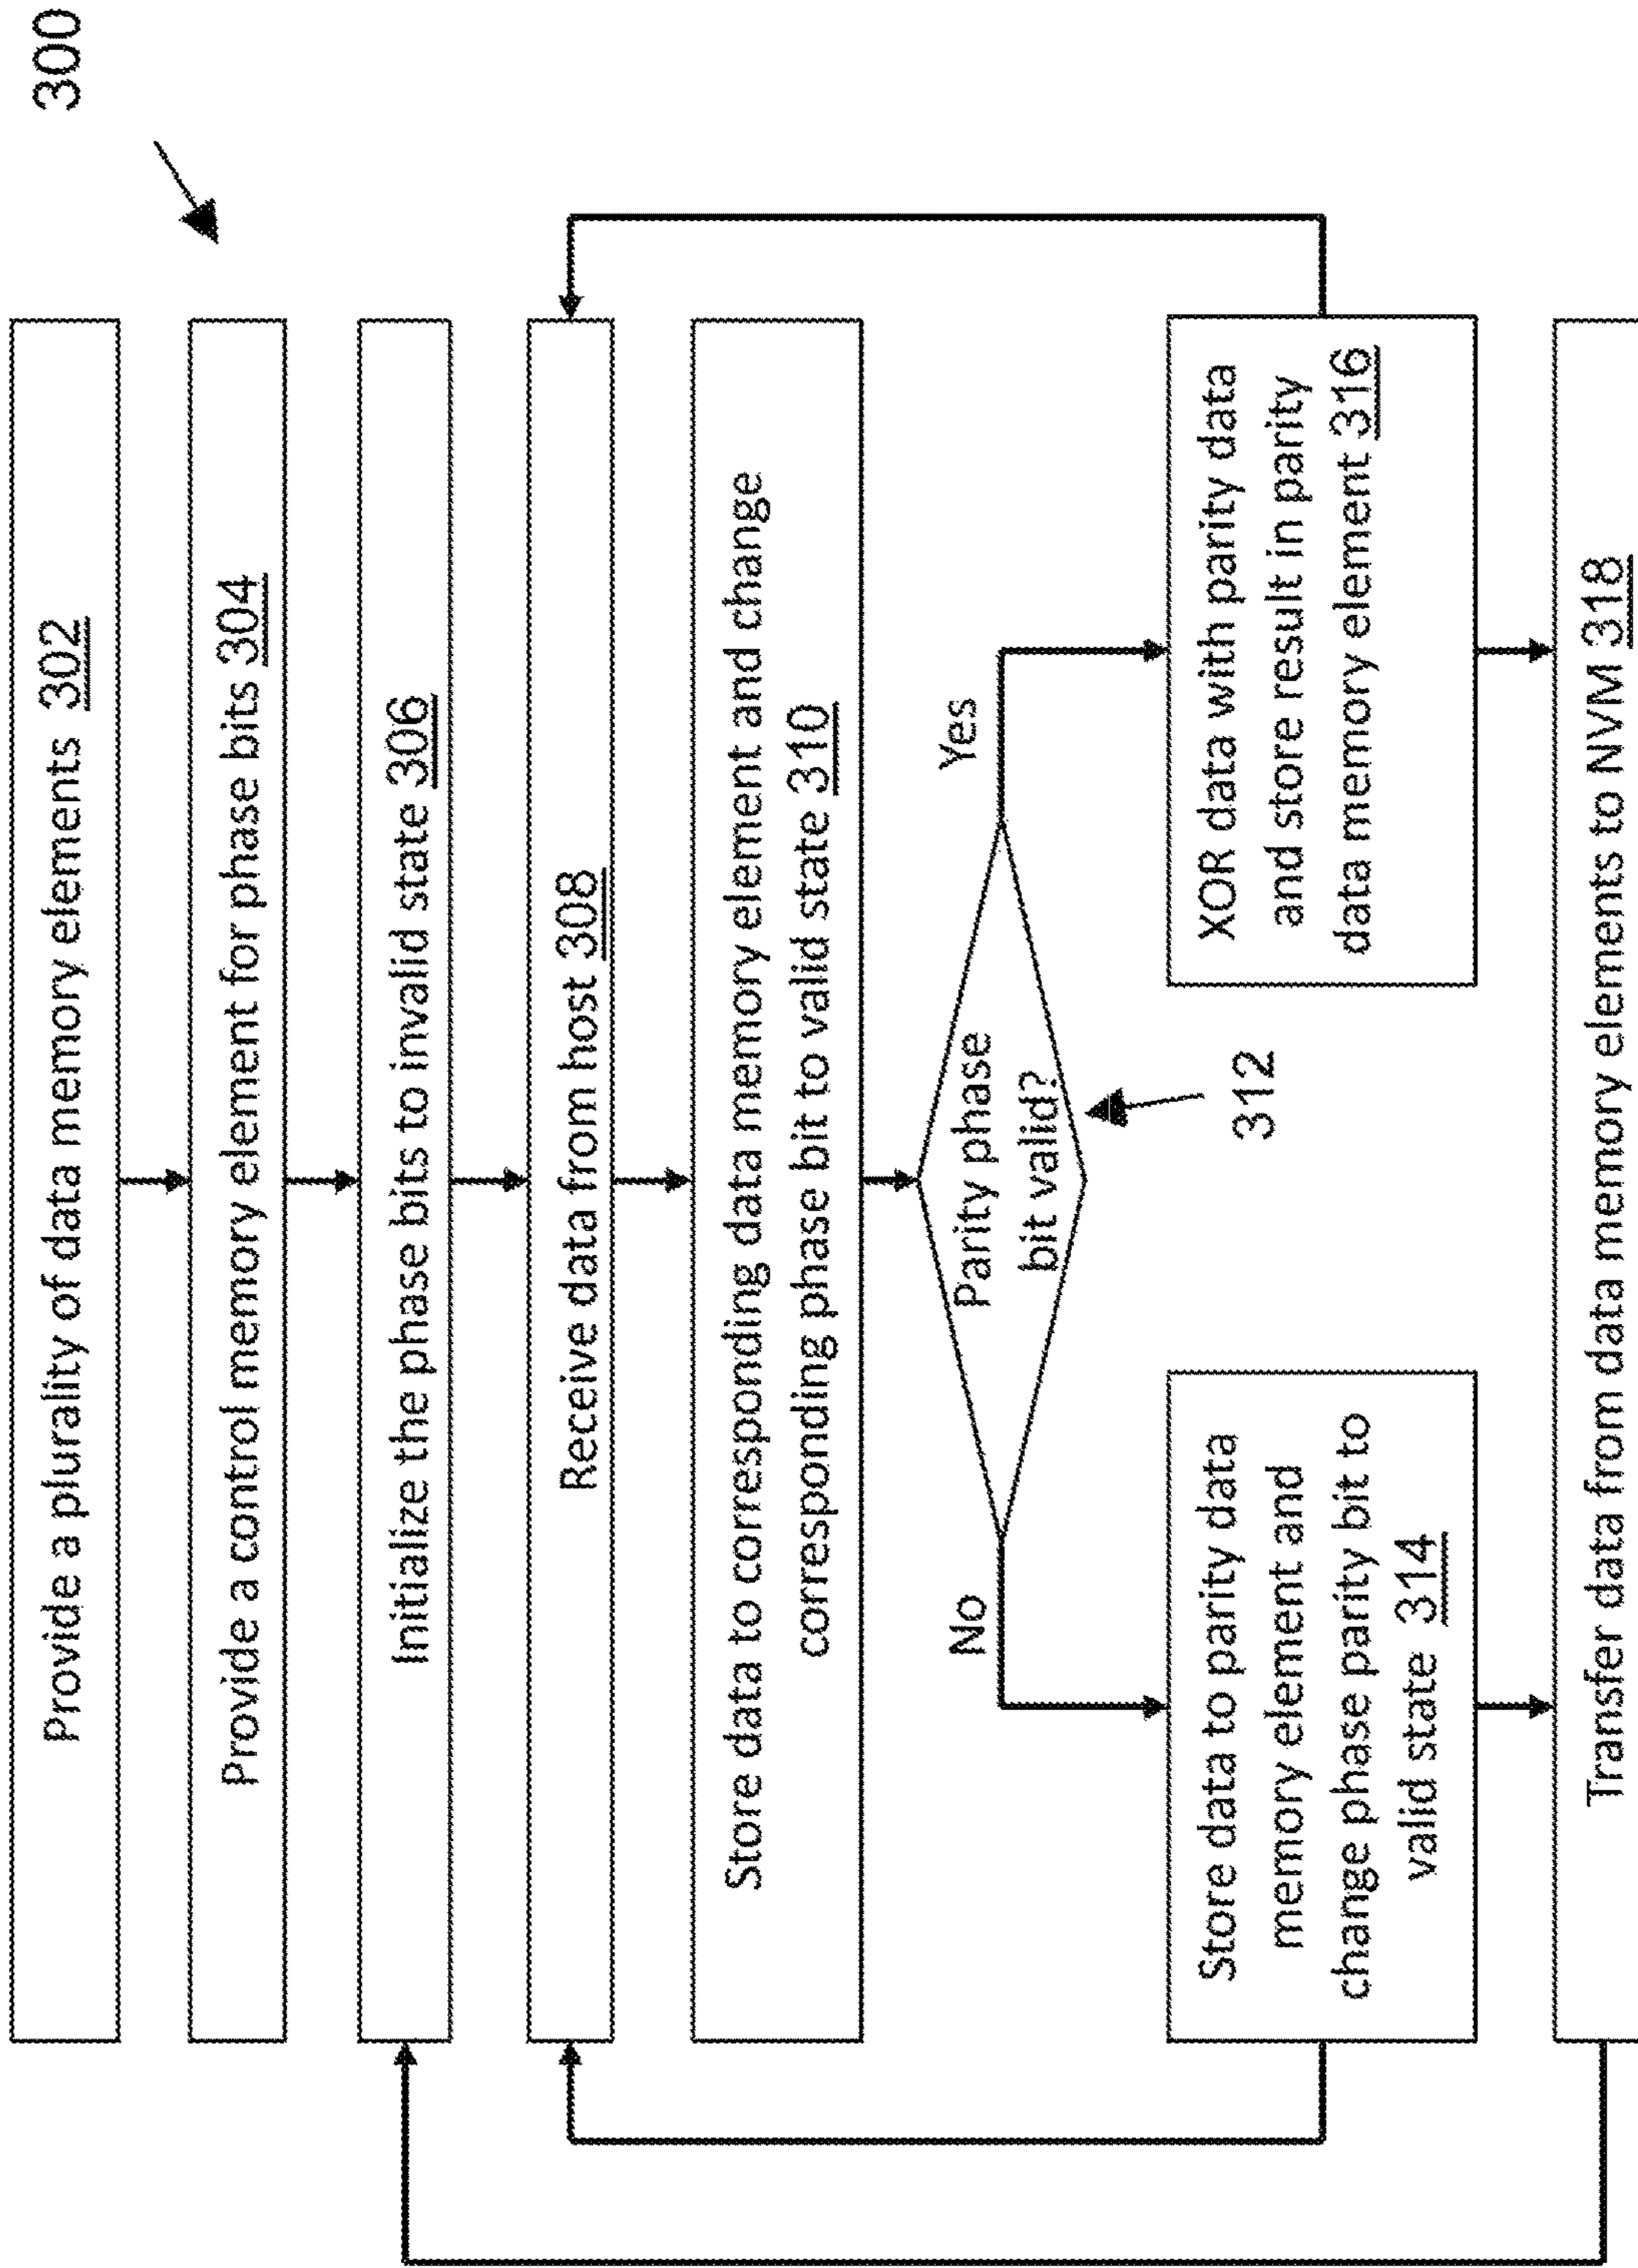 300
Provide a plurality of data memory elements 302
Provide a control memory element for phase bits 304
Initialize the phase bits to invalid state 306
Receive data from host 308
Store data to corresponding data memory element and change
corresponding phase bit to valid state 310
Parity phase
bit valid?
312
No
Yes
Store data to parity data
memory element and
change phase parity bit to
valid state 314
XOR data with parity data
and store result in parity
data memory element 316
Transfer data from data memory elements to NVM 318